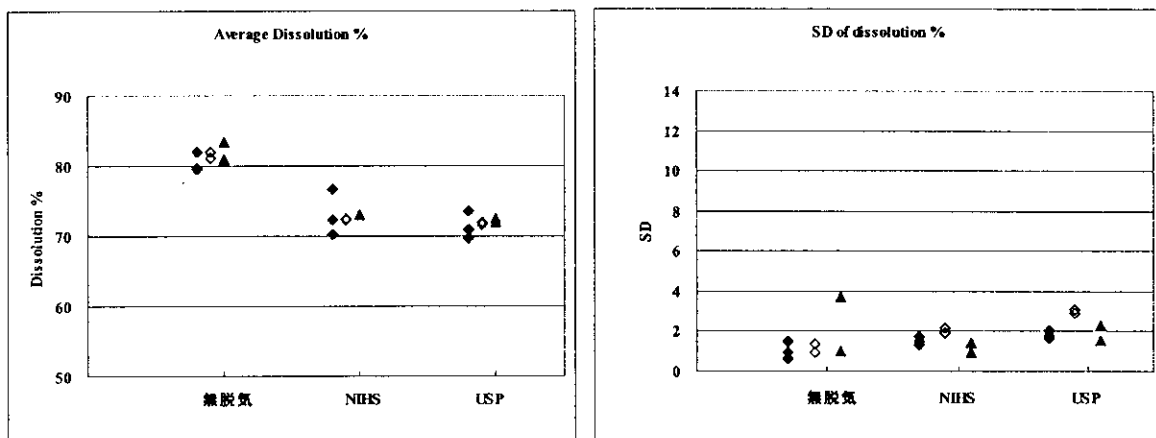 Average Dissolution %
90
80
70
60
50
Dissolution %
無脱気 NIHS USP
SD of dissolution %
14
12
10
8
6
4
2
0
SD
無脱気 NIHS USP